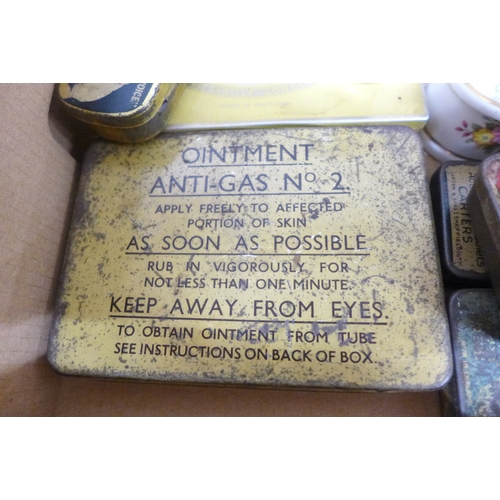 OINTMENT
ANTI-GAS Nº 2.
APPLY FREELY TO AFFECTED
PORTION OF SKIN
AS SOON AS POSSIBLE
RUB IN VIGOROUSLY FOR
NOT LESS THAN ONE MINUTE.
KEEP AWAY FROM EYES.
TO OBTAIN OINTMENT FROM TUBE
SEE INSTRUCTIONS ON BACK OF BOX
CARTERS